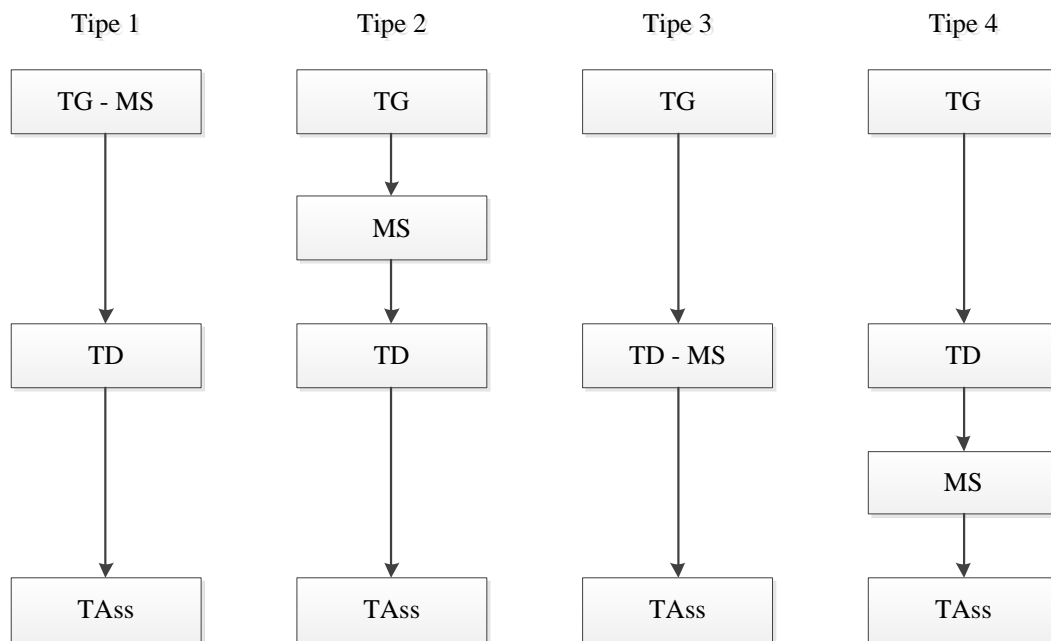 Tipe 1
Tipe 2
Tipe 3
Tipe 4
TG - MS
TG
TG
TG
MS
TD
TD
TD - MS
TD
MS
TAss
TAss
TAss
TAss